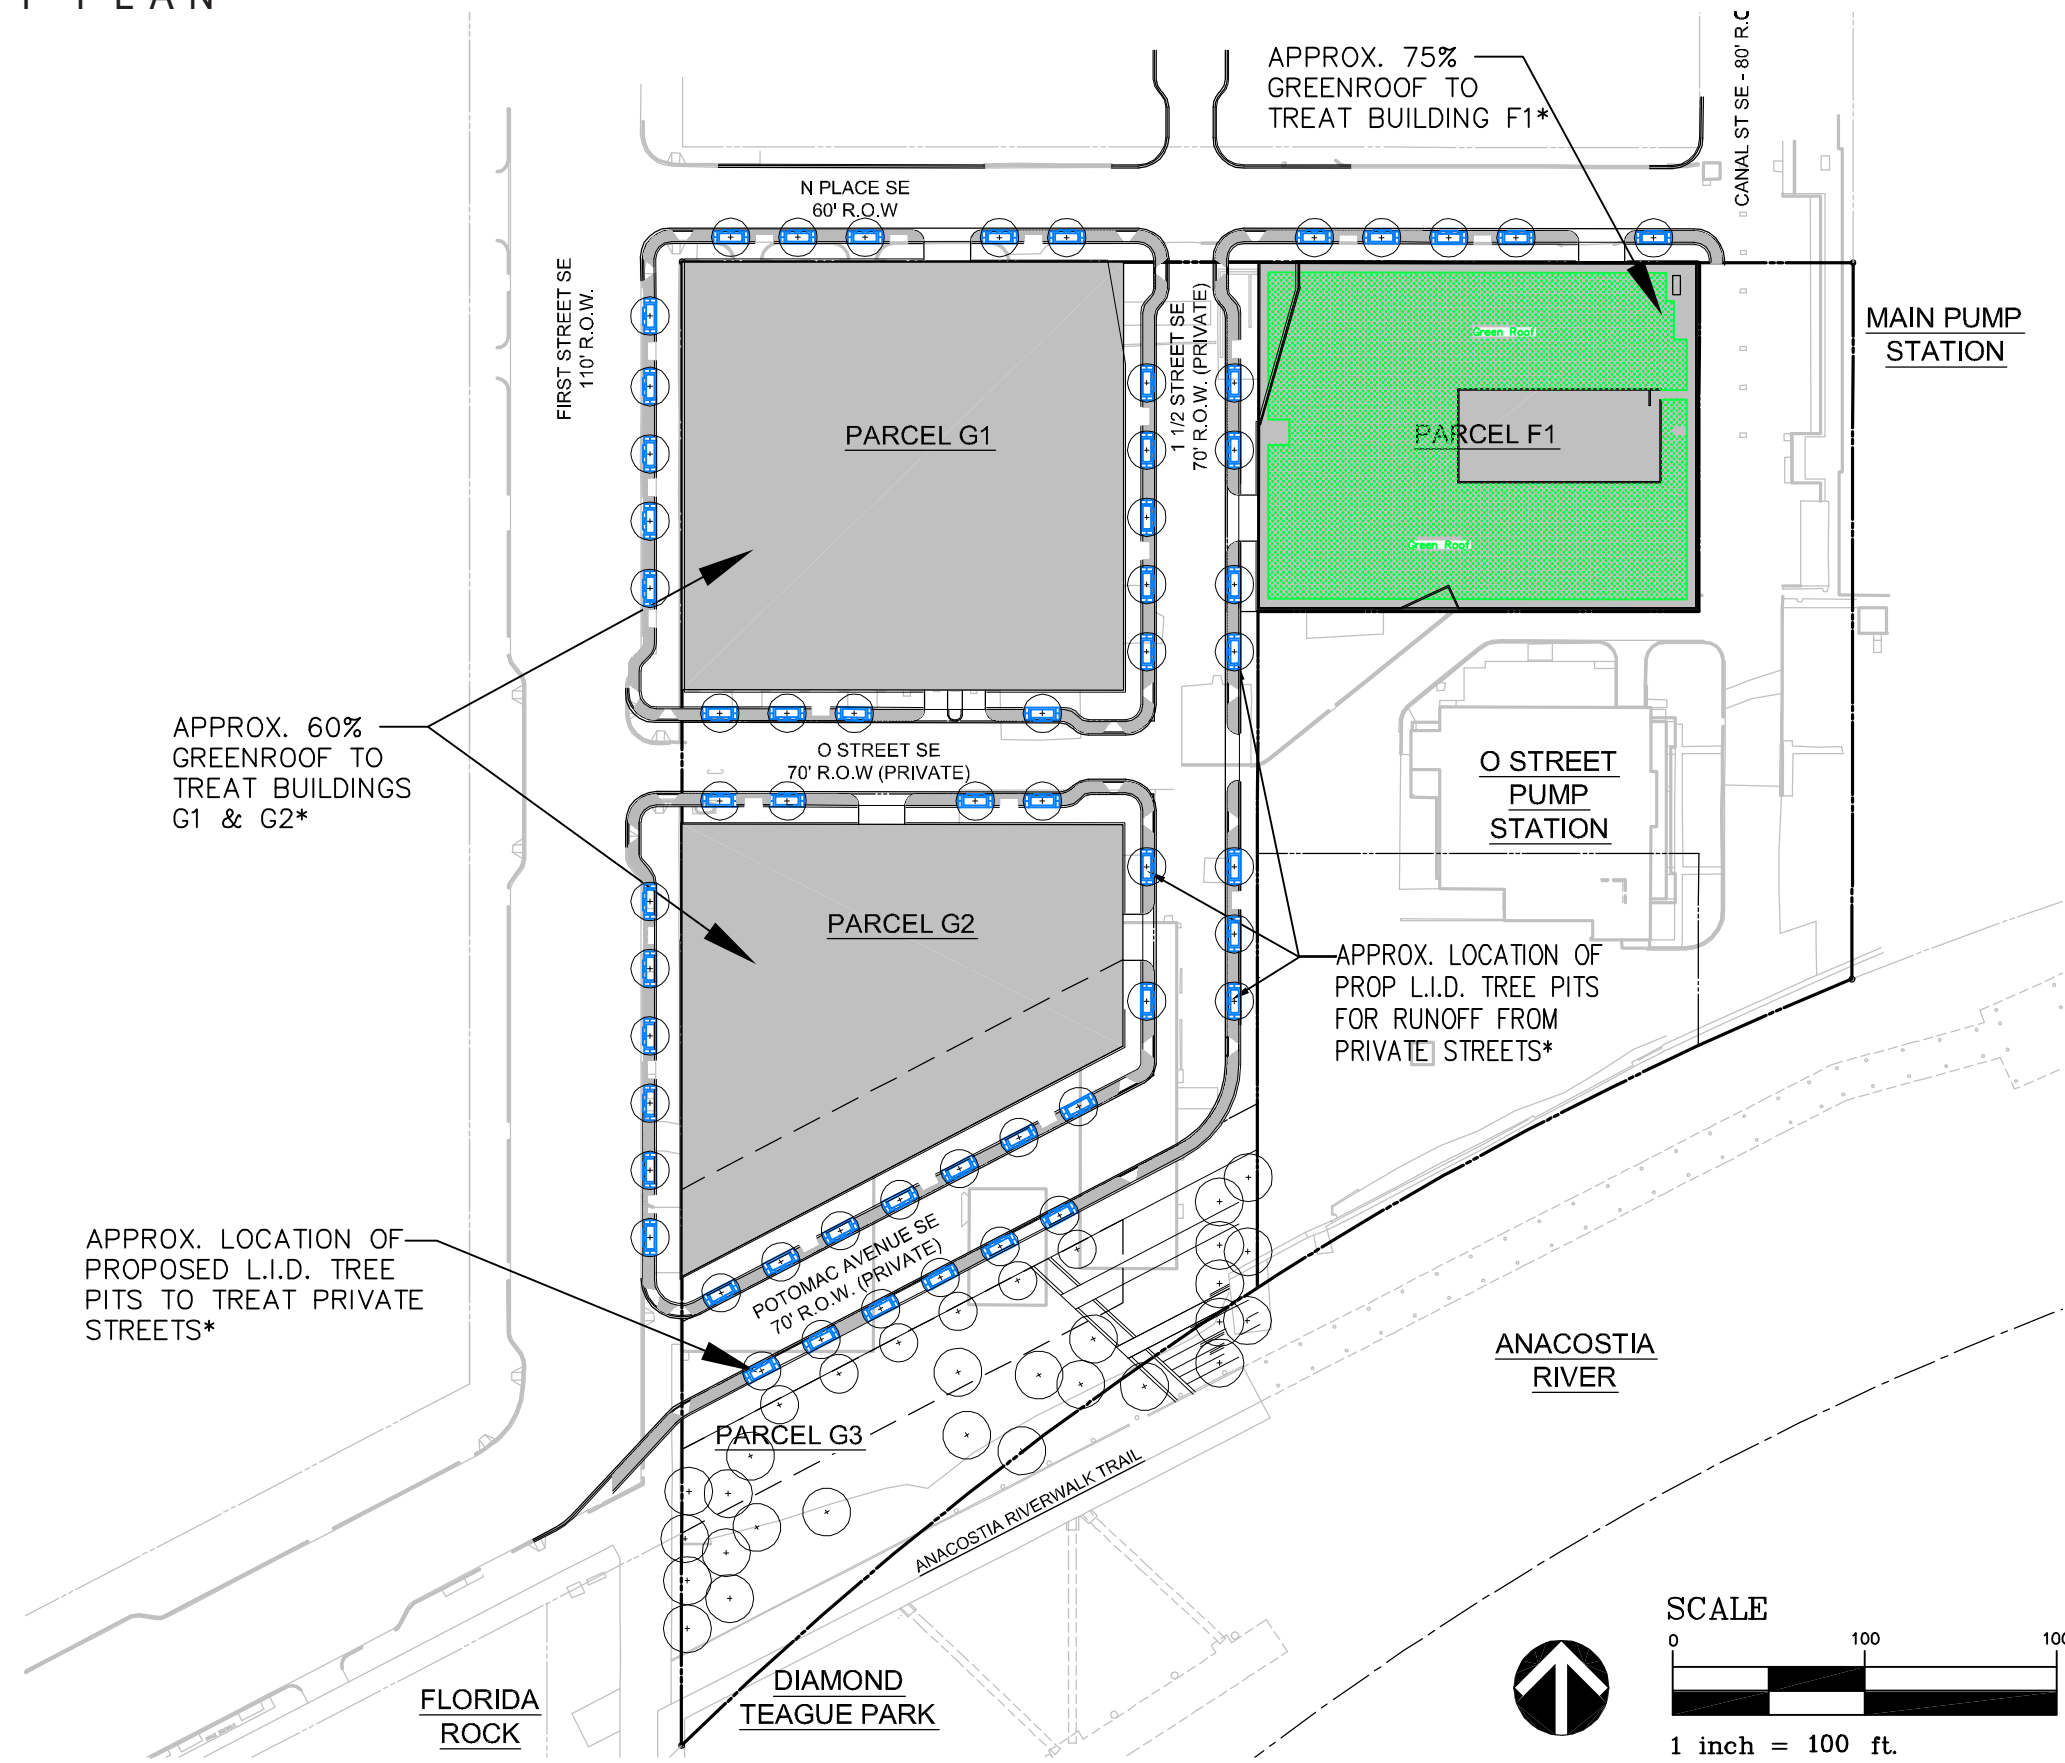 PLAN
APPROX. 75%
GREENROOF TO
TREAT BUILDING F1*
CANAL ST SE - 80' R.O
N PLACE SE
60' R.O.W
FIRST STREET SE
110' R.O.W.
1 1/2 STREET SE
70' R.O.W. (PRIVATE)
MAIN PUMP
STATION
Green Roof
PARCEL G1
PARCEL F1
Green Roof
APPROX. 60%
GREENROOF TO
TREAT BUILDINGS
G1 & G2*
O STREET SE
70' R.O.W (PRIVATE)
O STREET
PUMP
STATION
PARCEL G2
APPROX. LOCATION OF
PROP L.I.D. TREE PITS
FOR RUNOFF FROM
PRIVATE STREETS*
APPROX. LOCATION OF
PROPOSED L.I.D. TREE
PITS TO TREAT PRIVATE
STREETS*
POTOMAC AVENUE SE
70' R.O.W. (PRIVATE)
ANACOSTIA
RIVER
PARCEL G3
ANACOSTIA RIVERWALK TRAIL
FLORIDA
ROCK
DIAMOND
TEAGUE PARK
SCALE
0 100 100
1 inch = 100 ft.